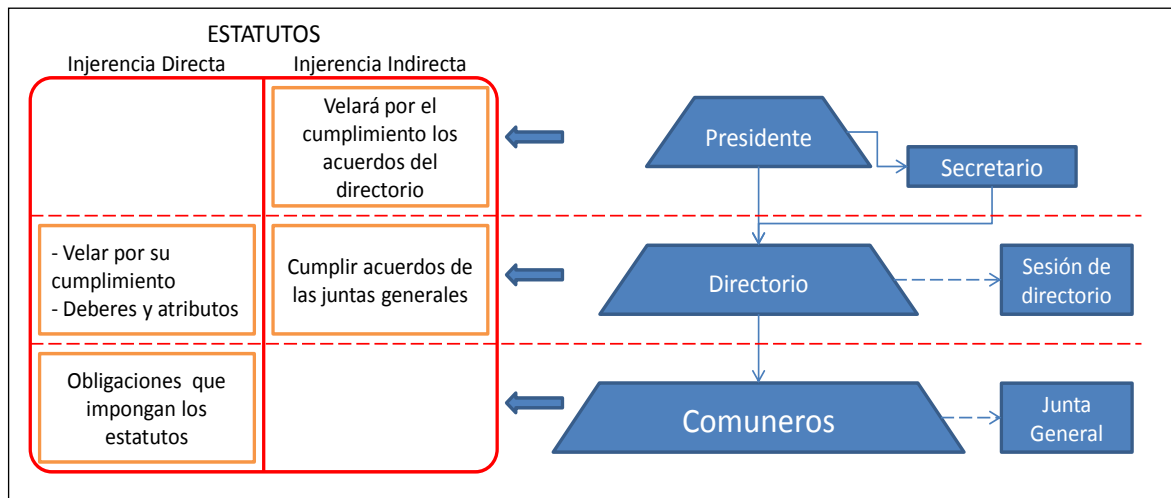 ESTATUTOS
Injerencia Directa
Injerencia Indirecta
Velará por el
cumplimiento los
acuerdos del
directorio
Presidente
Secretario
- Velar por su
cumplimiento
- Deberes y atributos
Cumplir acuerdos de
las juntas generales
Directorio
Sesión de
directorio
Obligaciones que
impongan los
estatutos
Comuneros
Junta
General